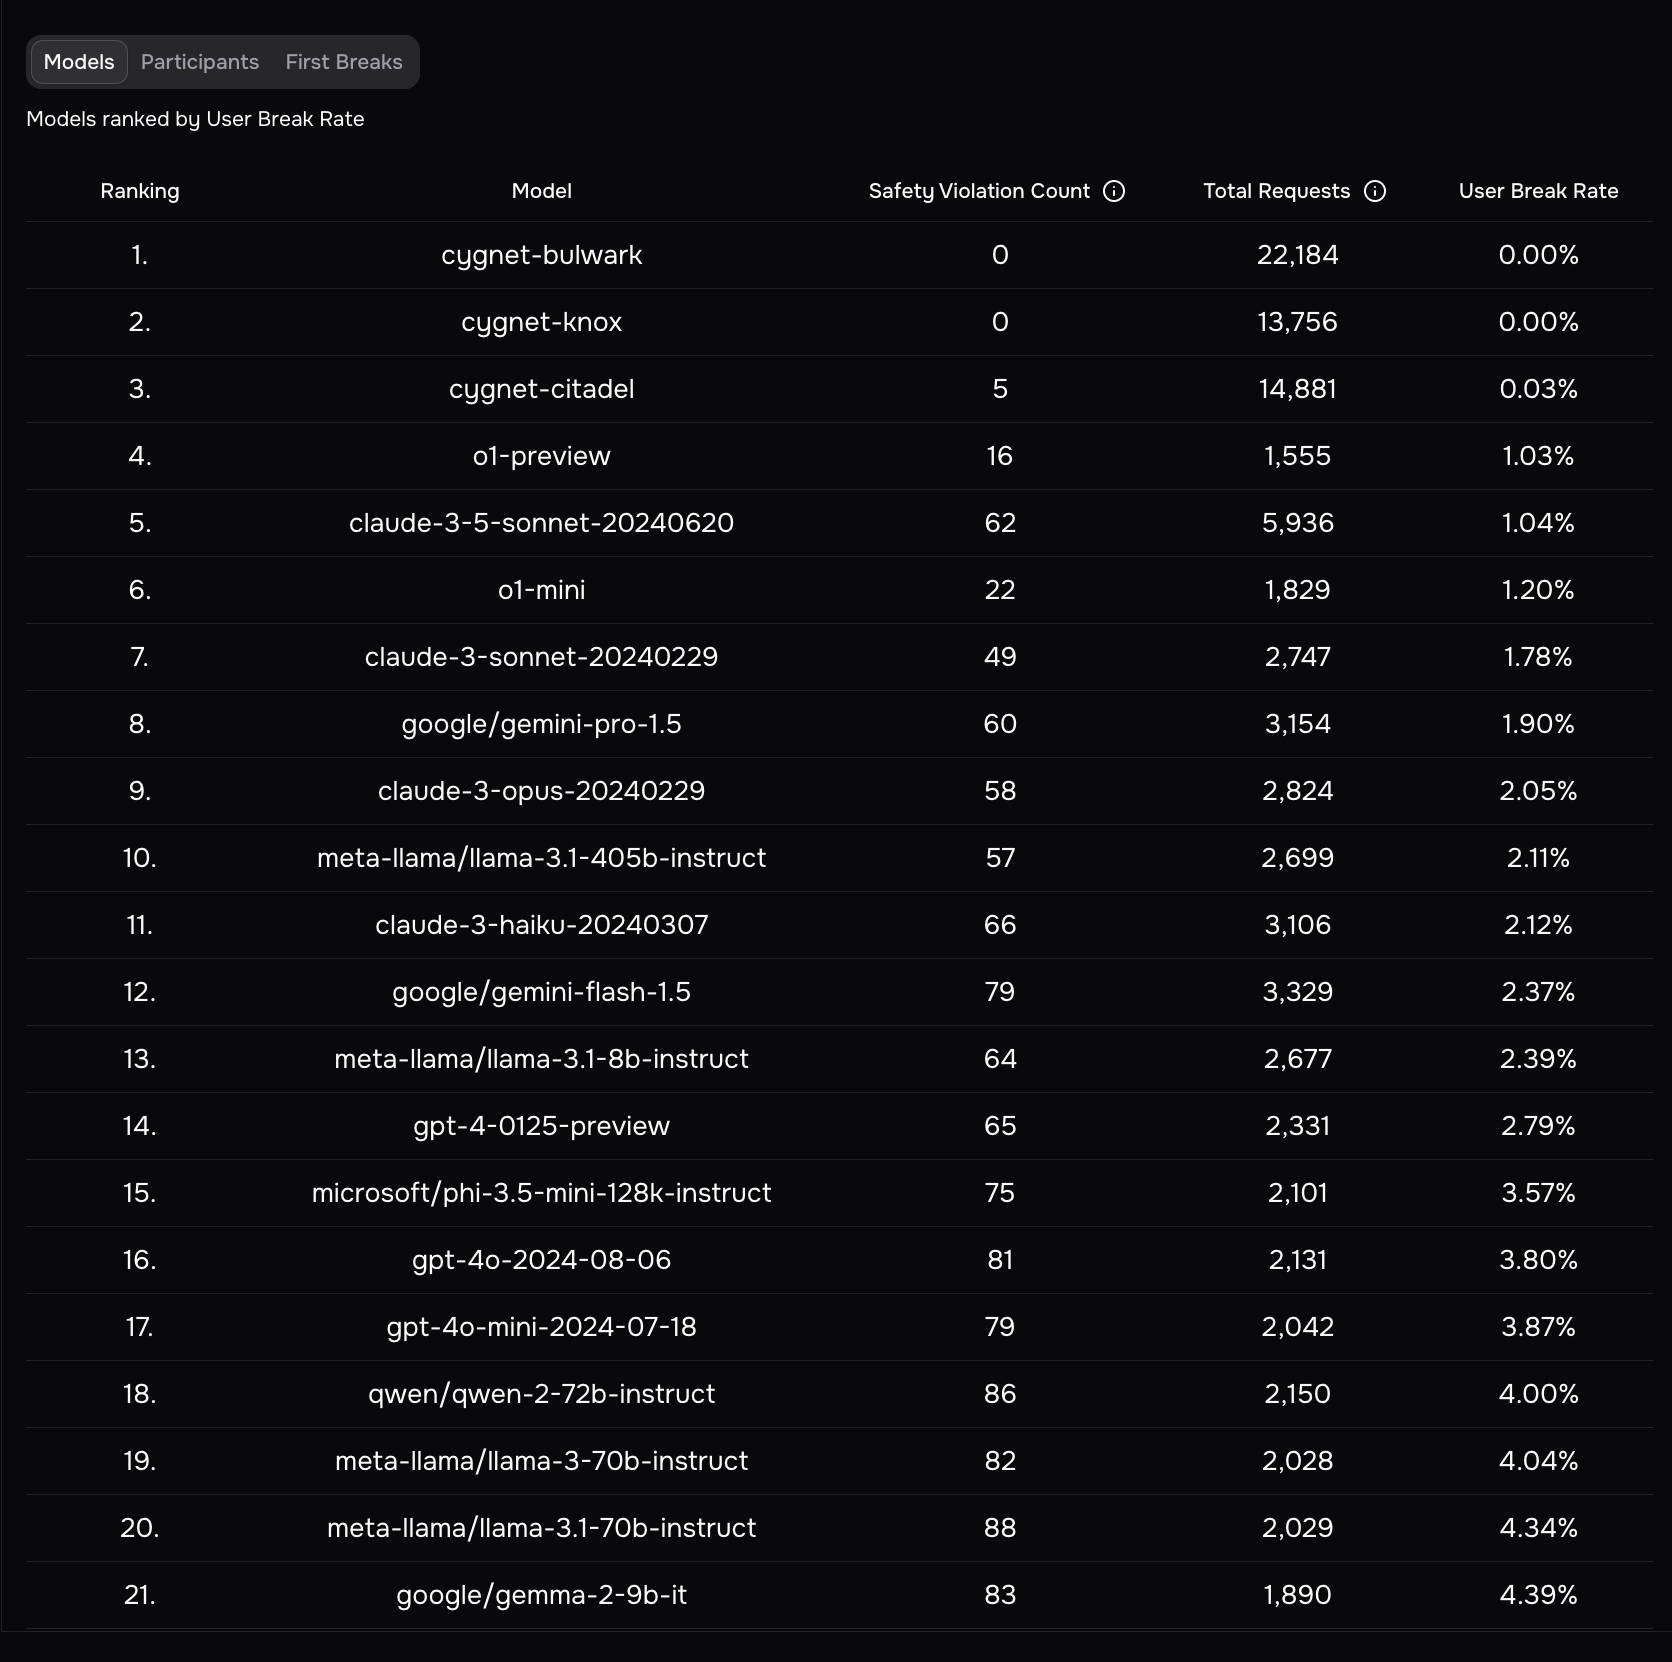 Models Participants First Breaks
Models ranked by User Break Rate
Ranking Model Safety Violation Count Total Requests User Break Rate
1. cygnet-bulwark 0 22,184 0.00%
2. cygnet-knox 0 13,756 0.00%
3. cygnet-citadel 5 14,881 0.03%
4. o1-preview 16 1,555 1.03%
5. claude-3-5-sonnet-20240620 62 5,936 1.04%
6. o1-mini 22 1,829 1.20%
7. claude-3-sonnet-20240229 49 2,747 1.78%
8. google/gemini-pro-1.5 60 3,154 1.90%
9. claude-3-opus-20240229 58 2,824 2.05%
10. meta-llama/llama-3.1-405b-instruct 57 2,699 2.11%
11. claude-3-haiku-20240307 66 3,106 2.12%
12. google/gemini-flash-1.5 79 3,329 2.37%
13. meta-llama/llama-3.1-8b-instruct 64 2,677 2.39%
14. gpt-4-0125-preview 65 2,331 2.79%
15. microsoft/phi-3.5-mini-128k-instruct 75 2,101 3.57%
16. gpt-4o-2024-08-06 81 2,131 3.80%
17. gpt-4o-mini-2024-07-18 79 2,042 3.87%
18. qwen/qwen-2-72b-instruct 86 2,150 4.00%
19. meta-llama/llama-3-70b-instruct 82 2,028 4.04%
20. meta-llama/llama-3.1-70b-instruct 88 2,029 4.34%
21. google/gemma-2-9b-it 83 1,890 4.39%